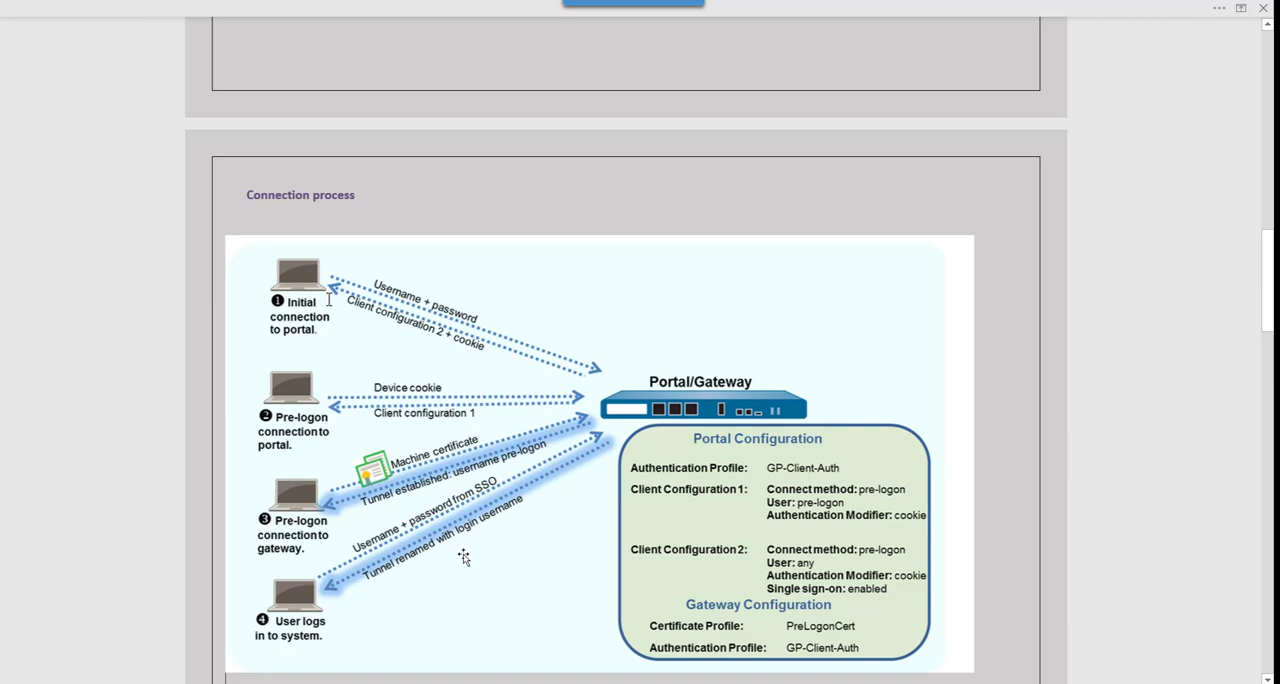 Connection process
Username + password
Client configuration 2 + cookie
❶ Initial
connection
to portal.
Device cookie
Client configuration 1
❷ Pre-logon
connection to
portal.
Machine certificate
Tunnel established: username pre-logon
❸ Pre-logon
connection to
gateway.
Username + password from SSO
Tunnel renamed with login username
❹ User logs
in to system.
Portal/Gateway
Portal Configuration
Authentication Profile: GP-Client-Auth
Client Configuration 1: Connect method: pre-logon
User: pre-logon
Authentication Modifier: cookie
Client Configuration 2: Connect method: pre-logon
User: any
Authentication Modifier: cookie
Single sign-on: enabled
Gateway Configuration
Certificate Profile: PreLogonCert
Authentication Profile: GP-Client-Auth